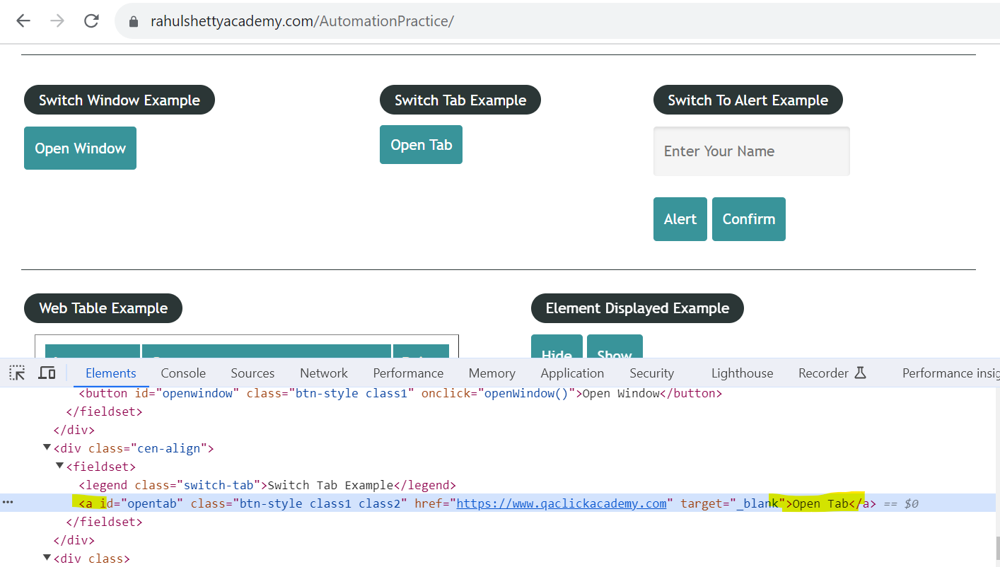 rahulshettyacademy.com/AutomationPractice/
Switch Window Example
Switch Tab Example
Switch To Alert Example
Open Window
Open Tab
Enter Your Name
Alert
Confirm
Web Table Example
Element Displayed Example
Hide
Show
Elements Console Sources Network Performance Memory Application Security Lighthouse Recorder Performance insig
<button id="openwindow" class="btn-style class1" onclick="openWindow()">Open Window</button>
</fieldset>
</div>
<div class="cen-align">
<fieldset>
<legend class="switch-tab">Switch Tab Example</legend>
<a id="opentab" class="btn-style class1 class2" href="https://www.qaclickacademy.com" target="_blank">Open Tab</a> == $0
</fieldset>
</div>
<div class>